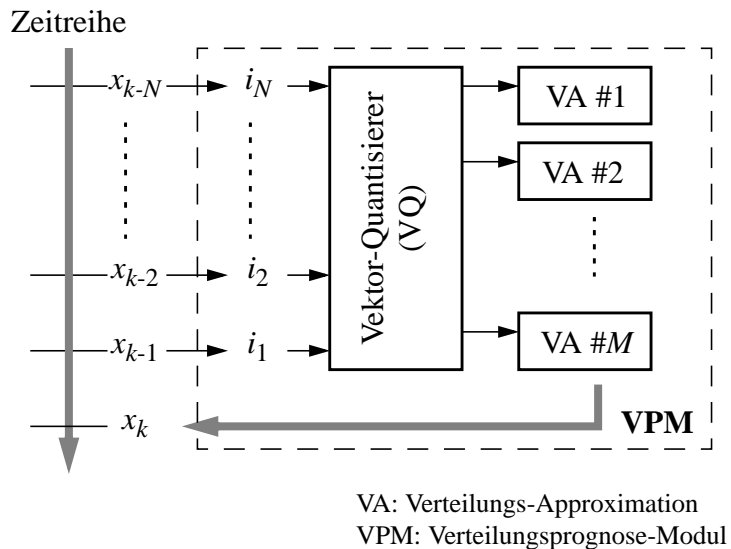 Zeitreihe
x_{k-N} i_N
VA #1
VA #2
Vektor-Quantisierer
(VQ)
x_{k-2} i_2
x_{k-1} i_1
VA #M
x_k
VPM
VA: Verteilungs-Approximation
VPM: Verteilungsprognose-Modul